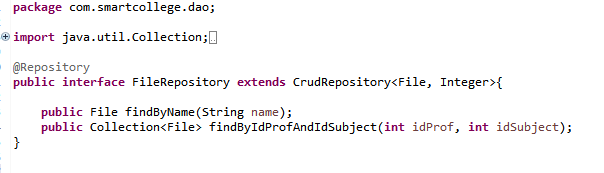 package com.smartcollege.dao;
import java.util.Collection;
@Repository
public interface FileRepository extends CrudRepository<File, Integer>{
public File findByName(String name);
public Collection<File> findByIdProfAndIdSubject(int idProf, int idSubject);
}